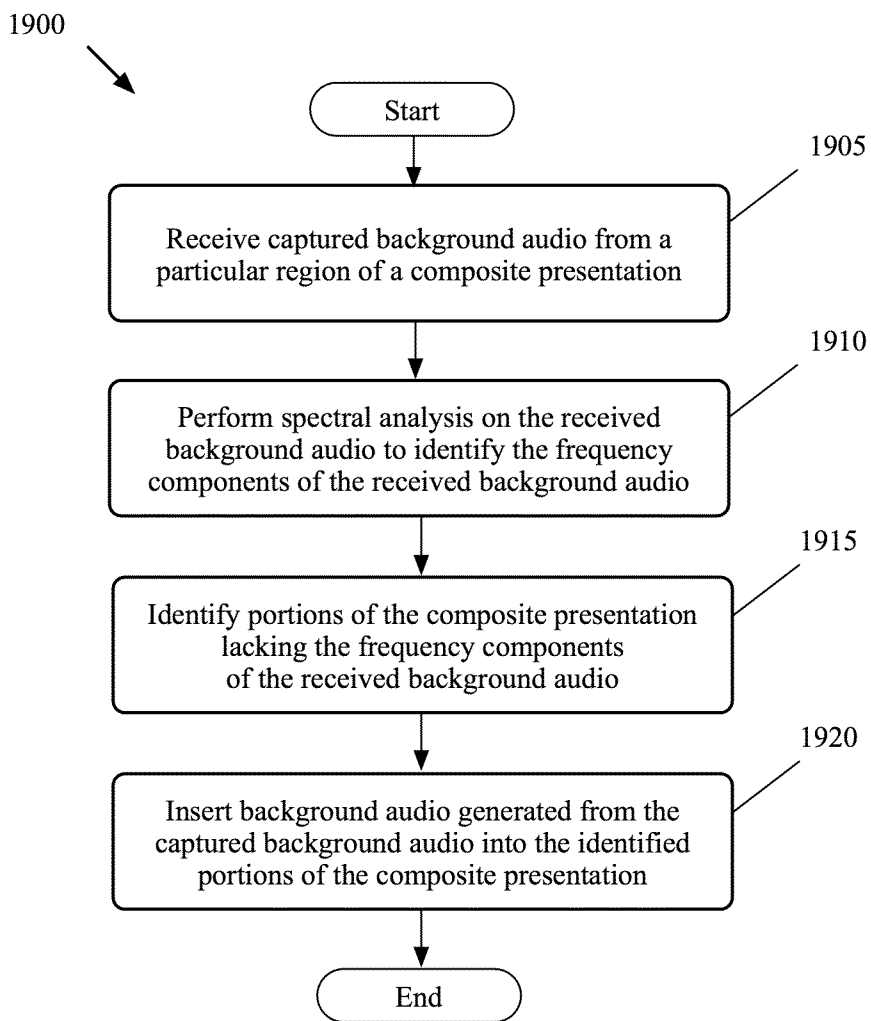 1900
Start
1905
Receive captured background audio from a
particular region of a composite presentation
1910
Perform spectral analysis on the received
background audio to identify the frequency
components of the received background audio
1915
Identify portions of the composite presentation
lacking the frequency components
of the received background audio
1920
Insert background audio generated from the
captured background audio into the identified
portions of the composite presentation
End